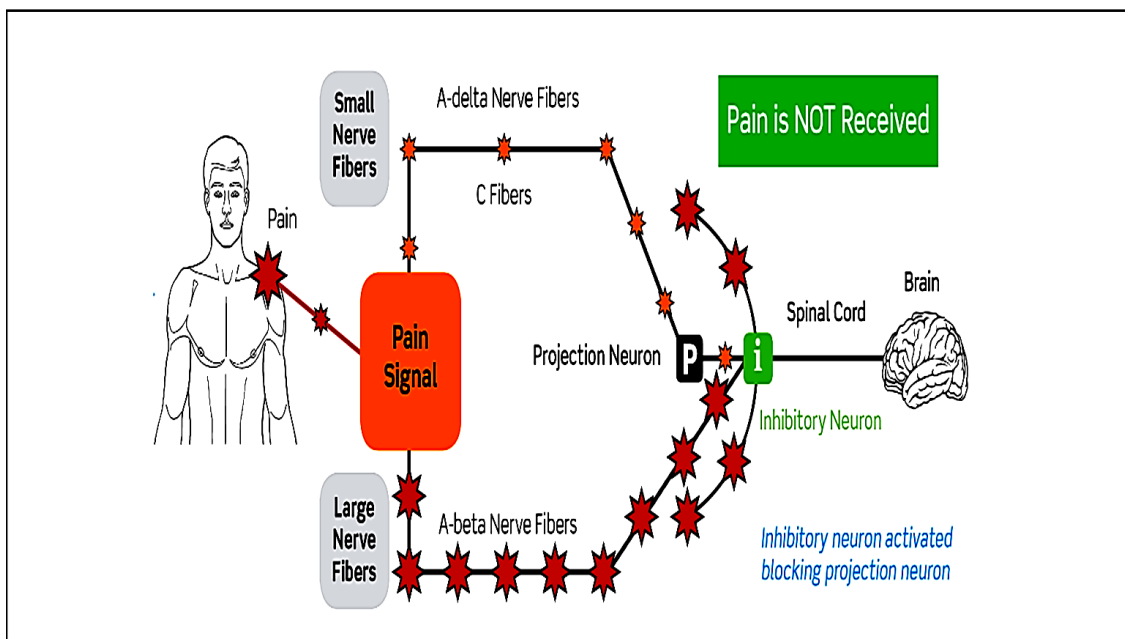 Small
Nerve
Fibers
A-delta Nerve Fibers
C Fibers
Pain is NOT Received
Pain
Pain
Signal
Projection Neuron
P
i
Spinal Cord
Brain
Inhibitory Neuron
Large
Nerve
Fibers
A-beta Nerve Fibers
Inhibitory neuron activated
blocking projection neuron